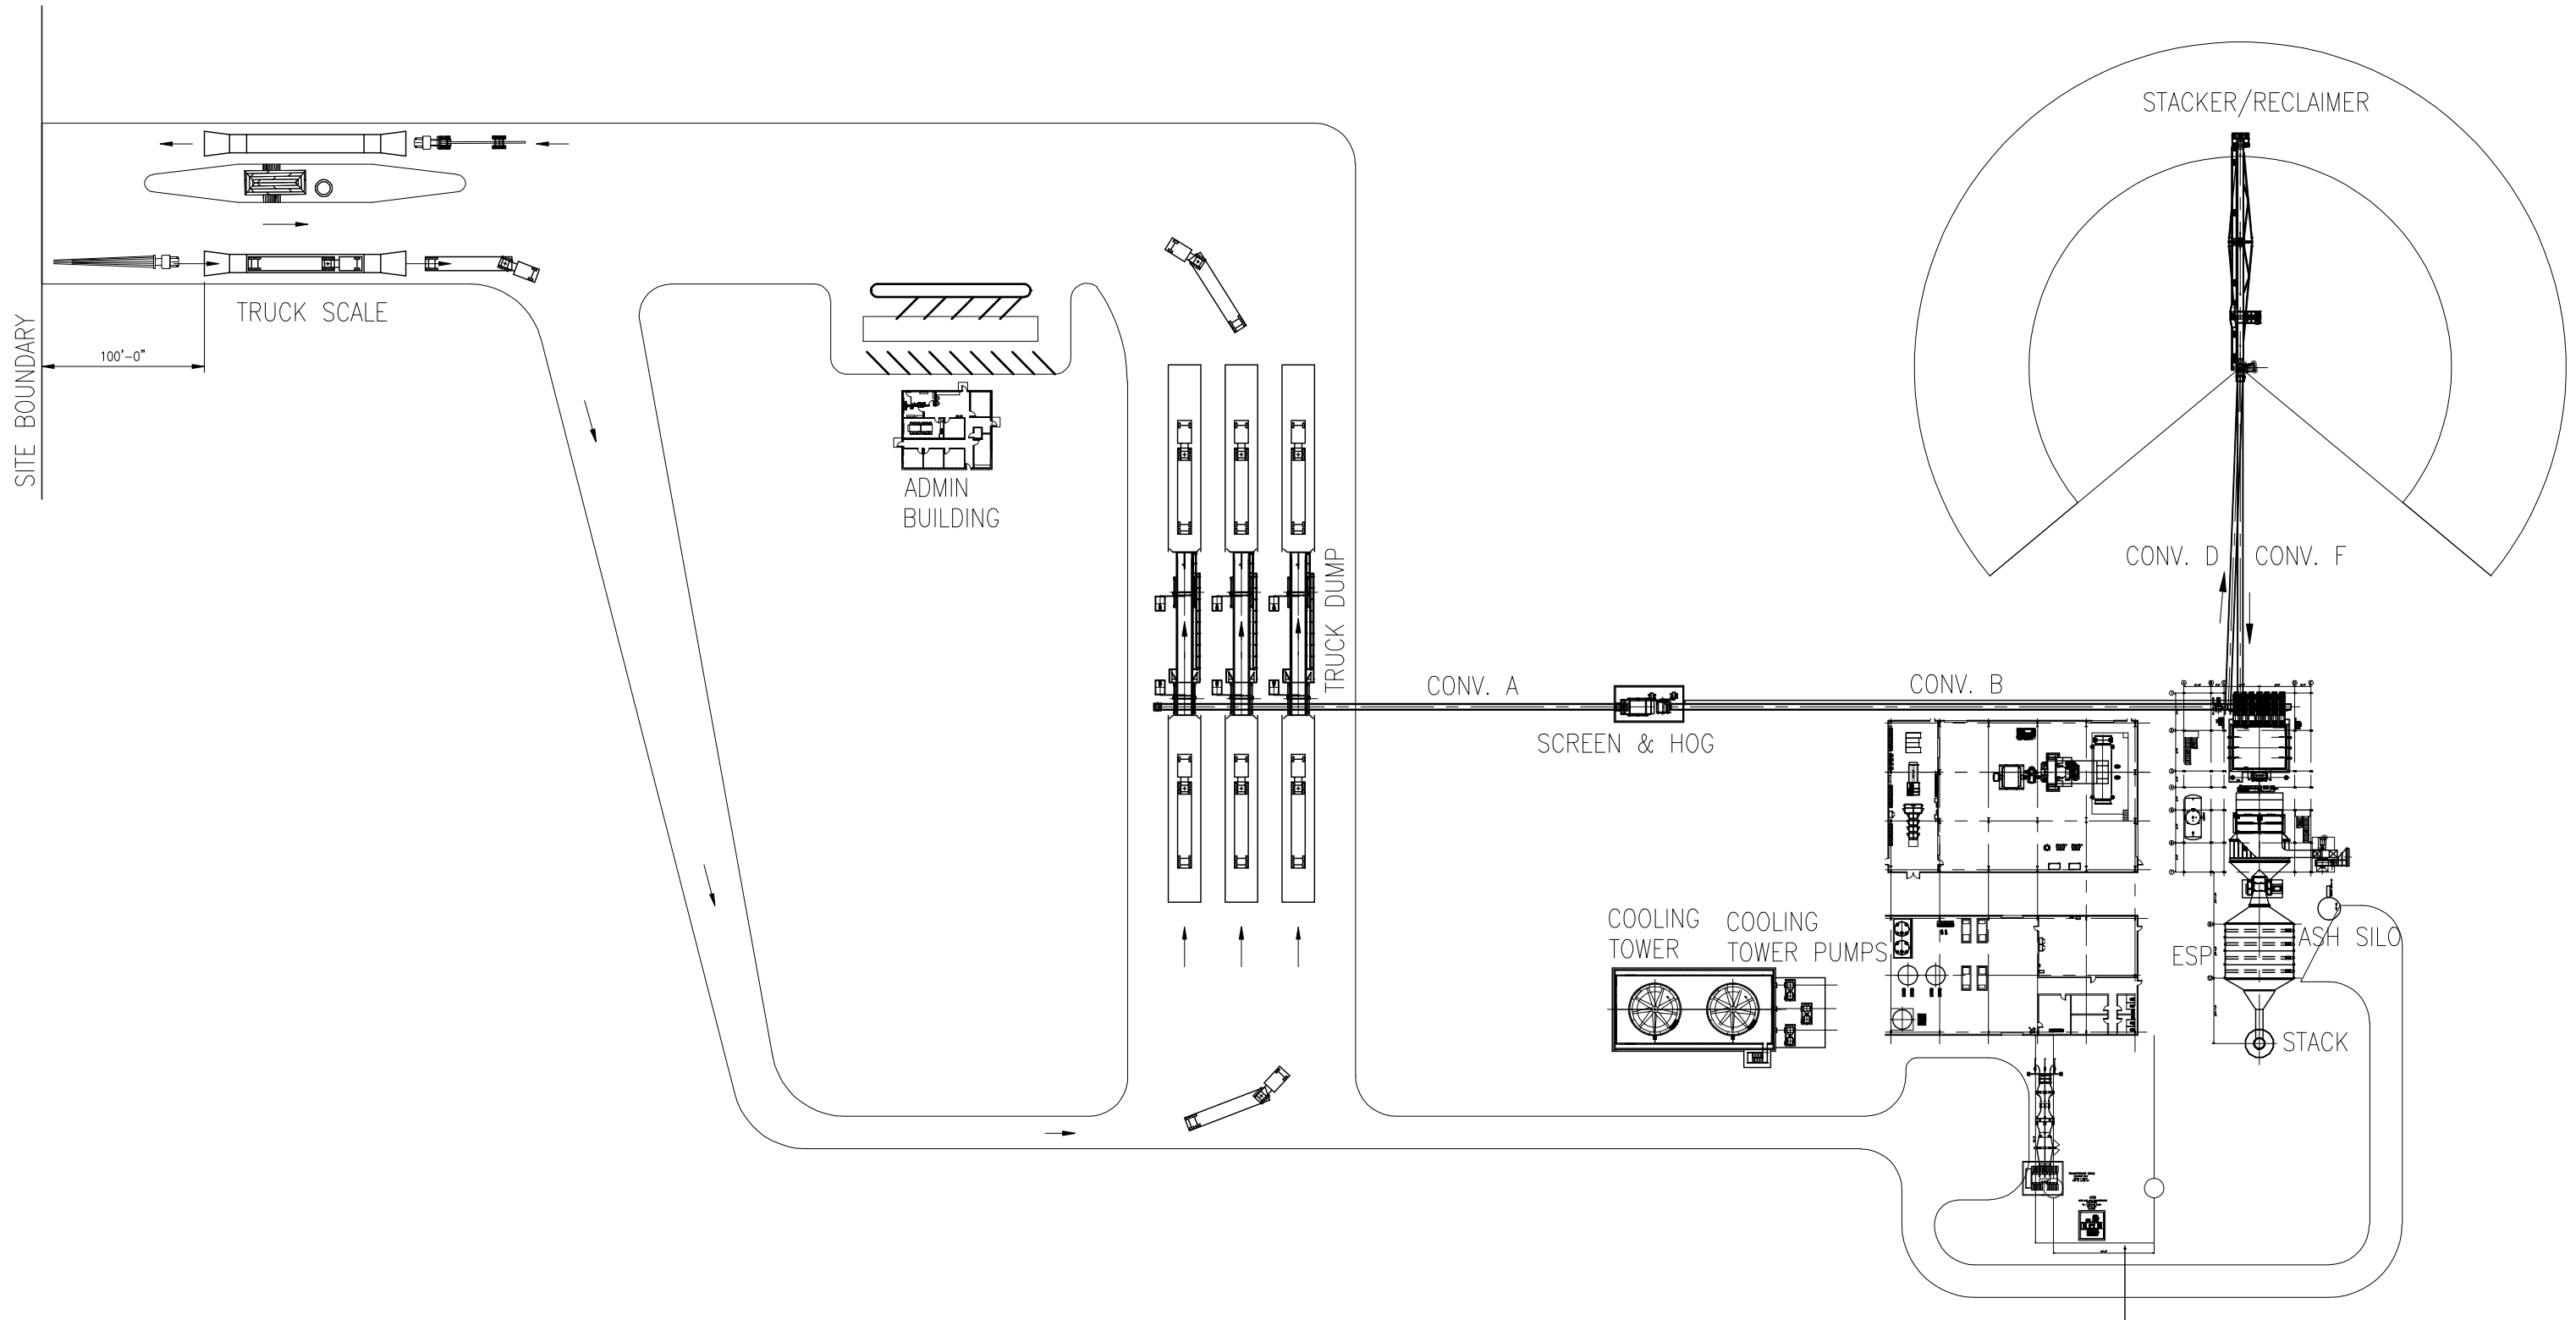 STACKER/RECLAIMER
TRUCK SCALE
100'-0"
SITE BOUNDARY
ADMIN
BUILDING
TRUCK DUMP
CONV. D
CONV. F
CONV. A
CONV. B
SCREEN & HOG
COOLING
TOWER
COOLING
TOWER PUMPS
ESP
ASH SILO
STACK